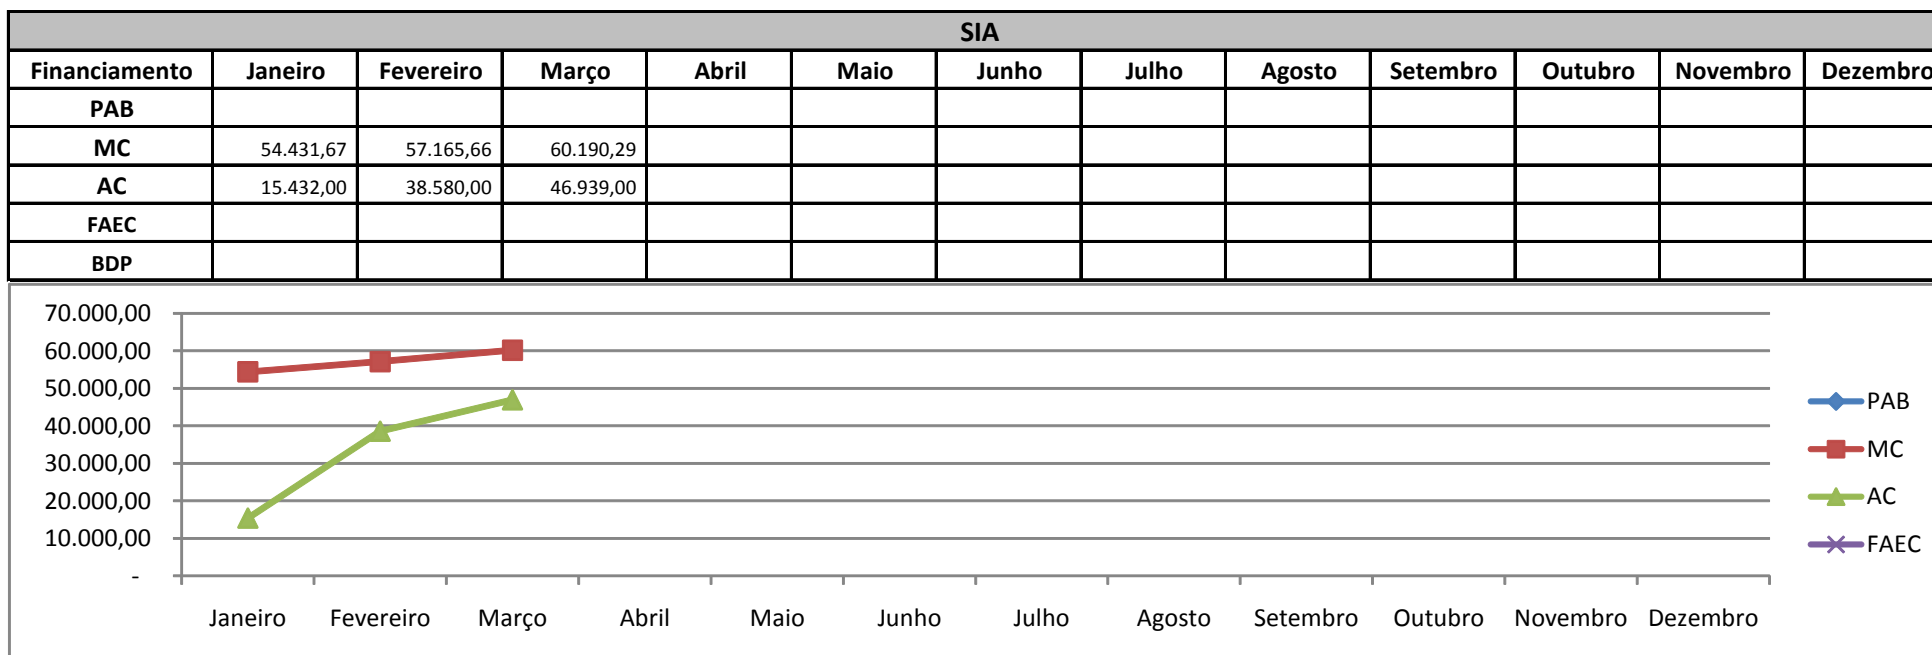 SIA
Financiamento Janeiro Fevereiro Março Abril Maio Junho Julho Agosto Setembro Outubro Novembro Dezembro
PAB
MC 54.431,67 57.165,66 60.190,29
AC 15.432,00 38.580,00 46.939,00
FAEC
BDP
70.000,00
60.000,00
50.000,00
40.000,00
30.000,00
20.000,00
10.000,00
-
Janeiro Fevereiro Março Abril Maio Junho Julho Agosto Setembro Outubro Novembro Dezembro
PAB
MC
AC
FAEC